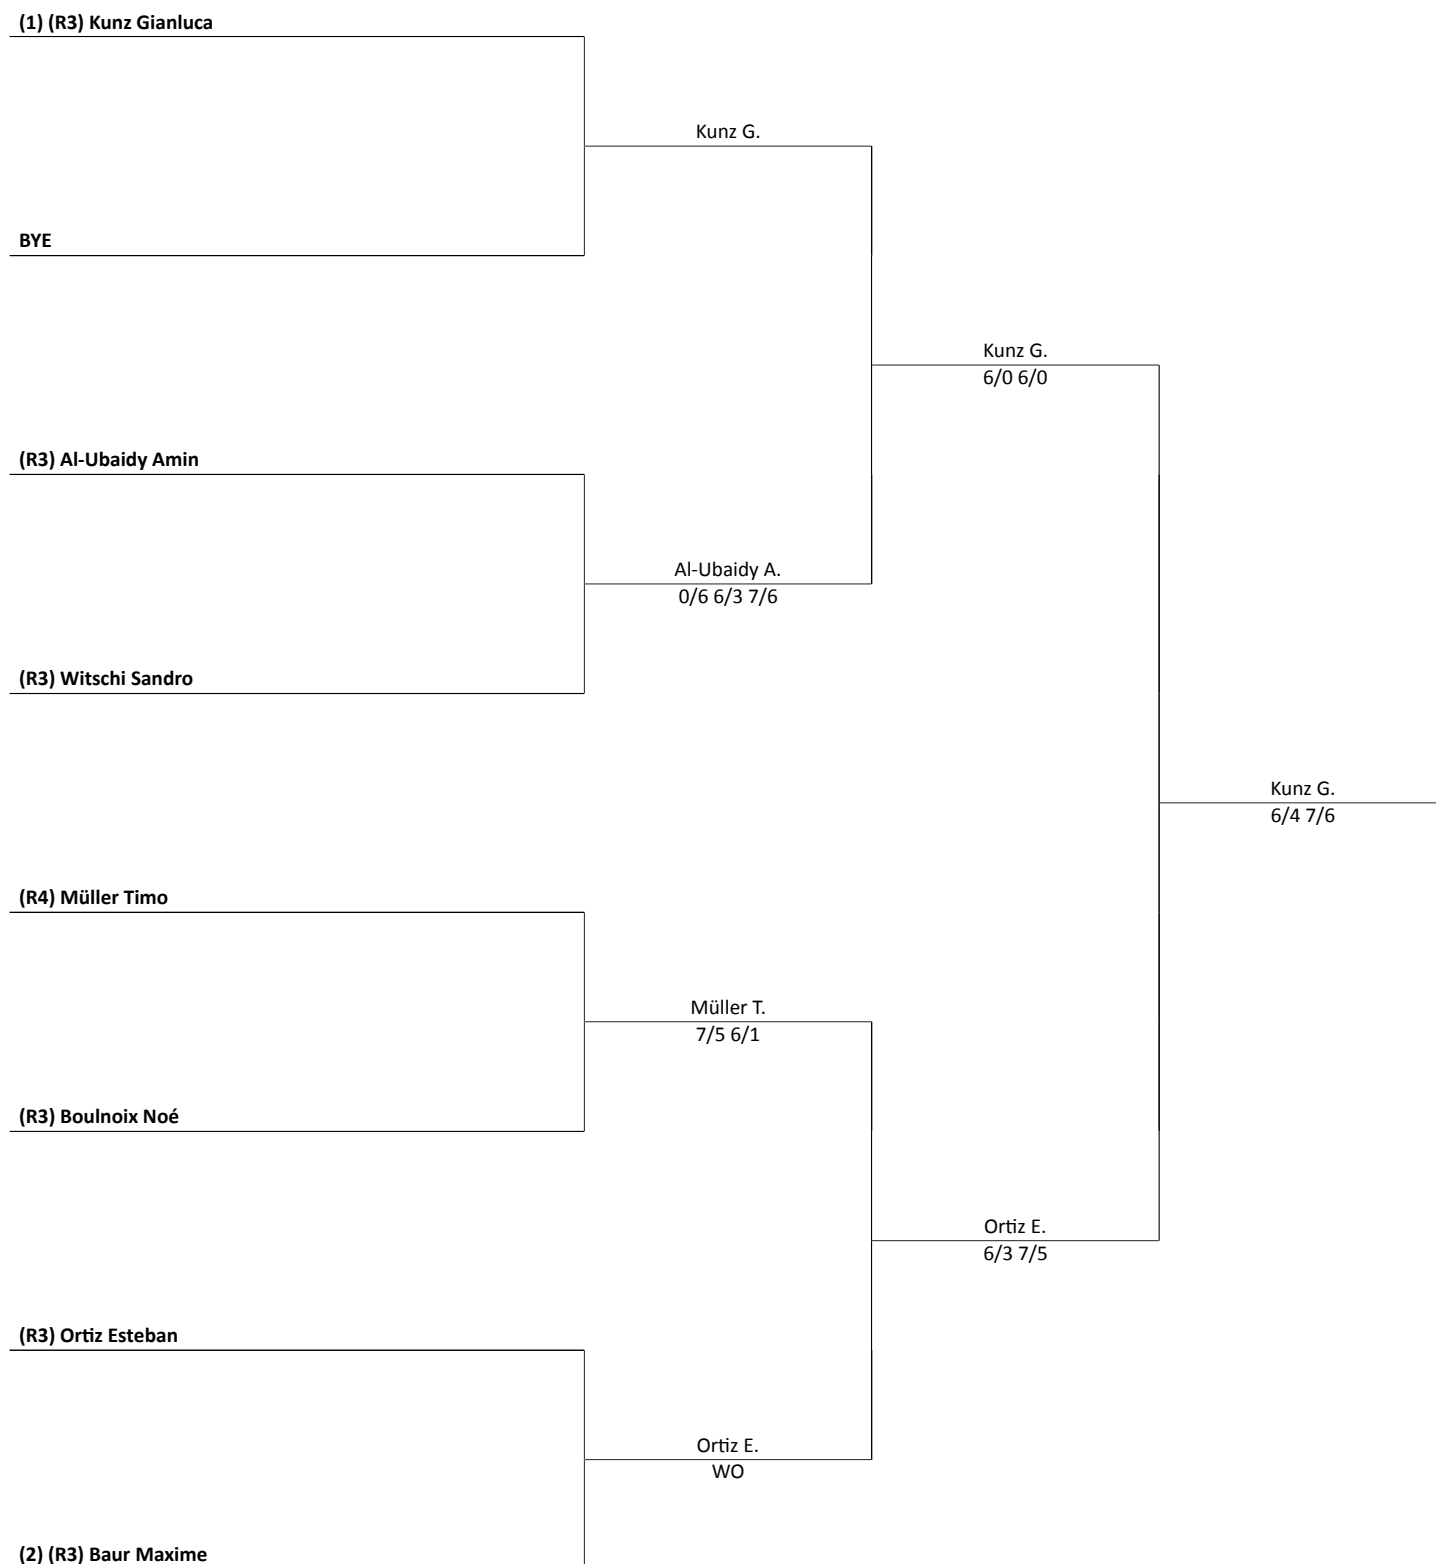 (1) (R3) Kunz Gianluca
Kunz G.
BYE
Kunz G.
6/0 6/0
(R3) Al-Ubaidy Amin
Al-Ubaidy A.
0/6 6/3 7/6
(R3) Witschi Sandro
Kunz G.
6/4 7/6
(R4) Müller Timo
Müller T.
7/5 6/1
(R3) Boulnoix Noé
Ortiz E.
6/3 7/5
(R3) Ortiz Esteban
Ortiz E.
WO
(2) (R3) Baur Maxime